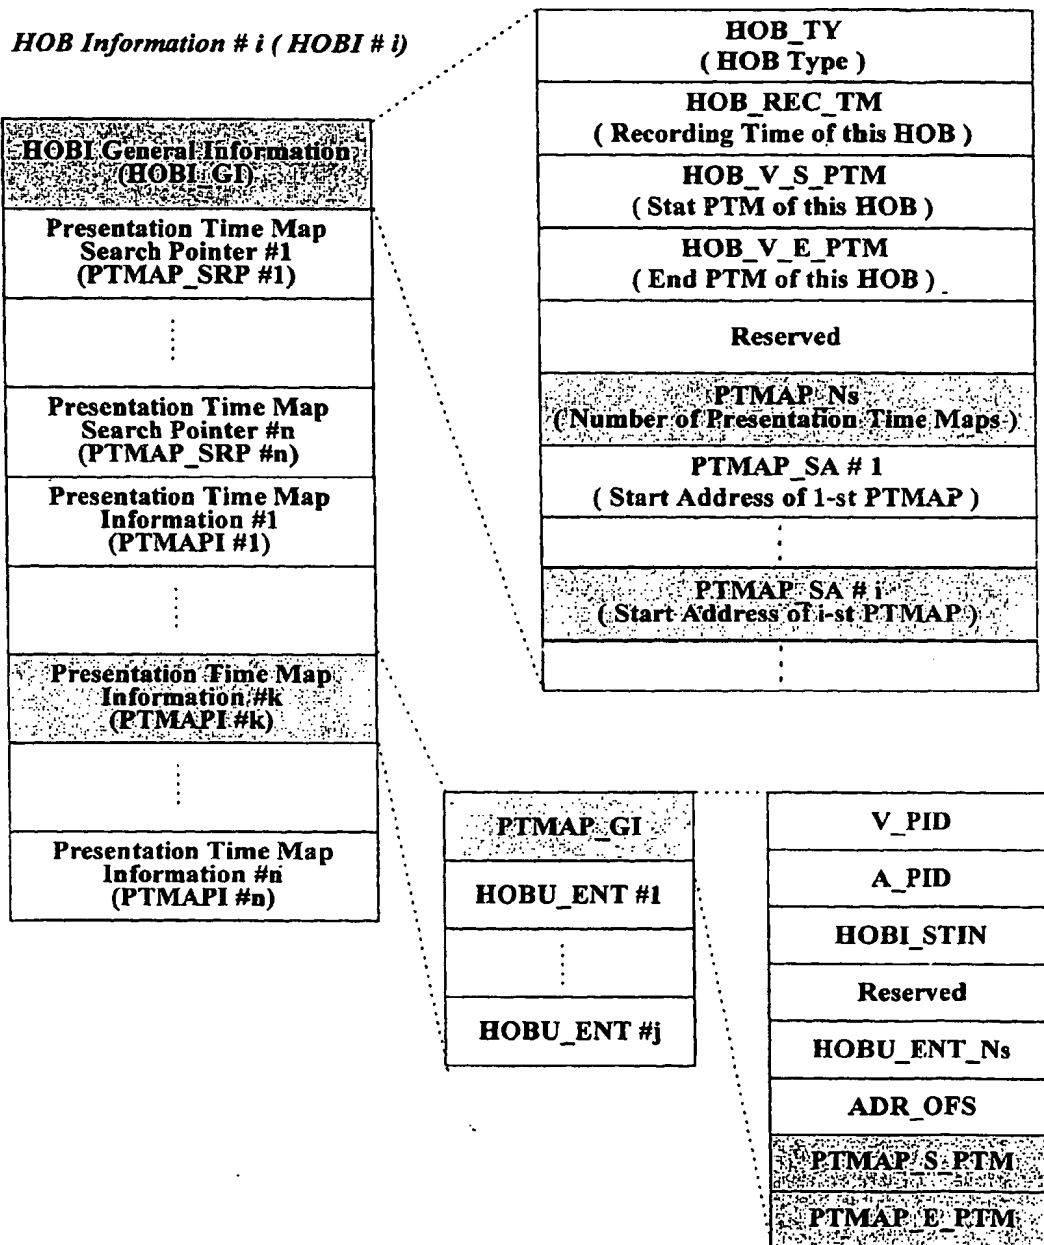 HOB Information # i ( HOBI # i)
HOBI General Information
(HOBI_GI)
Presentation Time Map
Search Pointer #1
(PTMAP_SRP #1)
Presentation Time Map
Search Pointer #n
(PTMAP_SRP #n)
Presentation Time Map
Information #1
(PTMAPI #1)
Presentation Time Map
Information #k
(PTMAPI #k)
Presentation Time Map
Information #n
(PTMAPI #n)
HOB_TY
( HOB Type )
HOB_REC_TM
( Recording Time of this HOB )
HOB_V_S_PTM
( Stat PTM of this HOB )
HOB_V_E_PTM
( End PTM of this HOB )
Reserved
PTMAP_Ns
( Number of Presentation Time Maps )
PTMAP_SA # 1
( Start Address of 1-st PTMAP )
PTMAP_SA # i
( Start Address of i-st PTMAP )
PTMAP_GI
HOBU_ENT #1
HOBU_ENT #j
V_PID
A_PID
HOBI_STIN
Reserved
HOBU_ENT_Ns
ADR_OFS
PTMAP_S_PTM
PTMAP_E_PTM